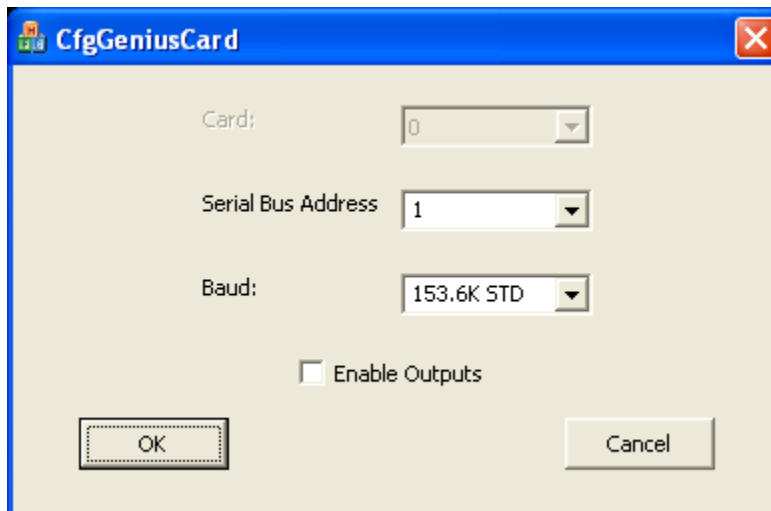 CfgGeniusCard
Card: 0
Serial Bus Address 1
Baud: 153.6K STD
Enable Outputs
OK Cancel